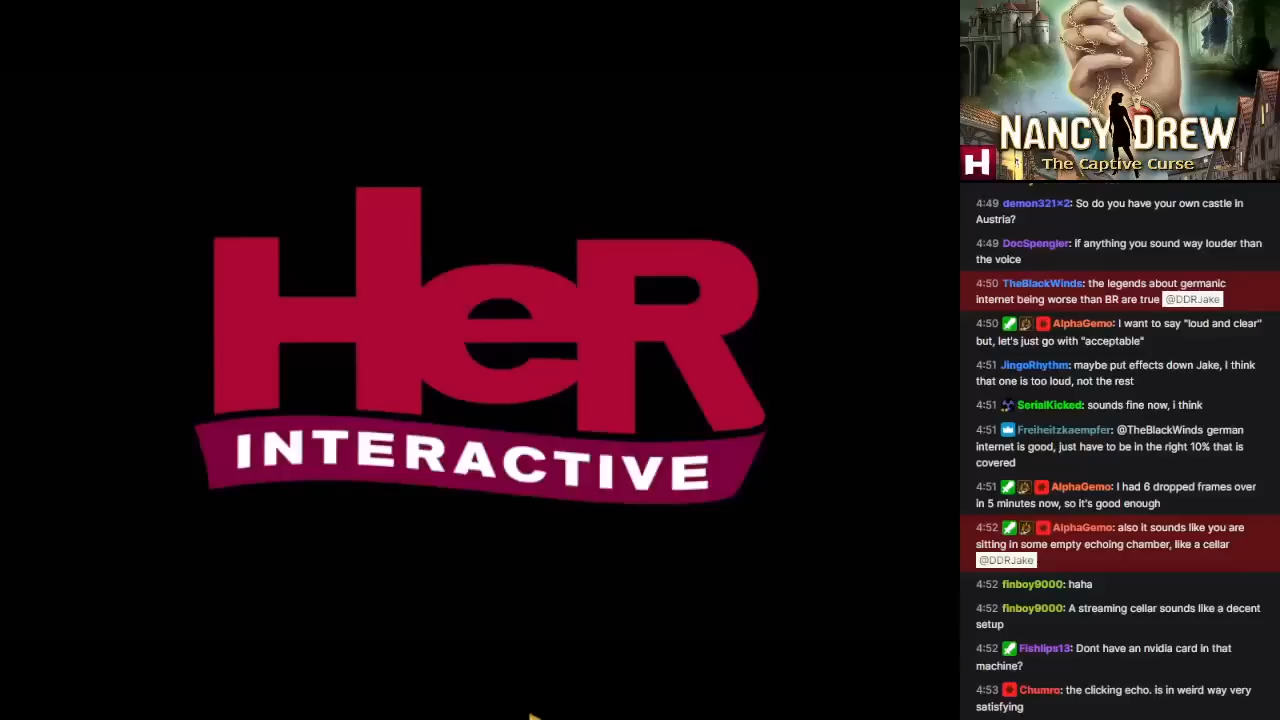 HeR
INTERACTIVE
NANCY DREW
The Captive Curse
H
4:49 demon321x2: So do you have your own castle in
Austria?
4:49 DocSpengler: if anything you sound way louder than
the voice
4:50 TheBlackWinds: the legends about germanic
internet being worse than BR are true @DDRJake
4:50 AlphaGemo: I want to say "loud and clear"
but, let's just go with "acceptable"
4:51 JingoRhythm: maybe put effects down Jake, i think
that one is too loud, not the rest
4:51 SerialKicked: sounds fine now, i think
4:51 Freiheitzkaempfer: @TheBlackWinds german
internet is good, just have to be in the right 10% that is
covered
4:51 AlphaGemo: I had 6 dropped frames over
in 5 minutes now, so it's good enough
4:52 AlphaGemo: also it sounds like you are
sitting in some empty echoing chamber, like a cellar
@DDRJake
4:52 finboy9000: haha
4:52 finboy9000: A streaming cellar sounds like a decent
setup
4:52 Fishlips13: Dont have an nvidia card in that
machine?
4:53 Chumro: the clicking echo. is in weird way very
satisfying